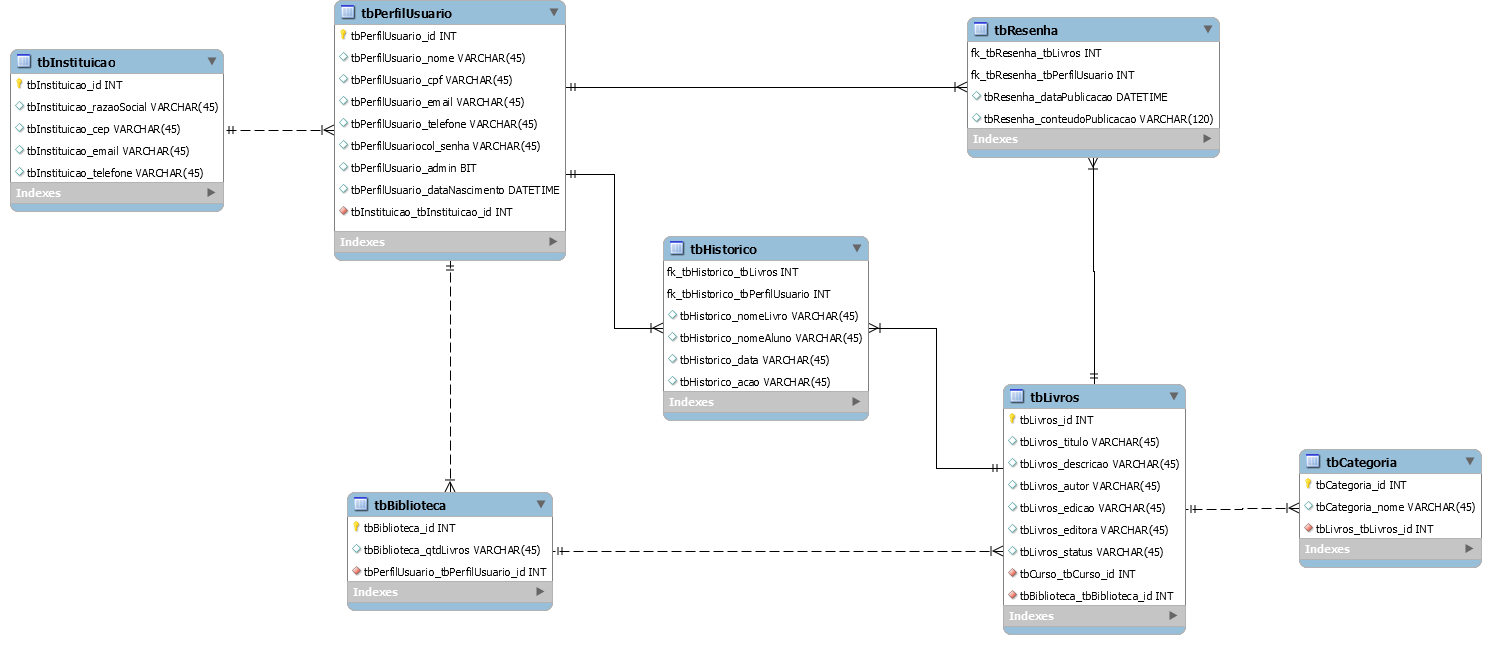 tbInstituicao
tbInstituicao_id INT
tbInstituicao_razaoSocial VARCHAR(45)
tbInstituicao_cep VARCHAR(45)
tbInstituicao_email VARCHAR(45)
tbInstituicao_telefone VARCHAR(45)
Indexes
tbPerfilUsuario
tbPerfilUsuario_id INT
tbPerfilUsuario_nome VARCHAR(45)
tbPerfilUsuario_cpf VARCHAR(45)
tbPerfilUsuario_email VARCHAR(45)
tbPerfilUsuario_telefone VARCHAR(45)
tbPerfilUsuariocol_senha VARCHAR(45)
tbPerfilUsuario_admin BIT
tbPerfilUsuario_dataNascimento DATETIME
tbInstituicao_tbInstituicao_id INT
Indexes
tbResenha
fk_tbResenha_tbLivros INT
fk_tbResenha_tbPerfilUsuario INT
tbResenha_dataPublicacao DATETIME
tbResenha_conteudoPublicacao VARCHAR(120)
Indexes
tbHistorico
fk_tbHistorico_tbLivros INT
fk_tbHistorico_tbPerfilUsuario INT
tbHistorico_nomeLivro VARCHAR(45)
tbHistorico_nomeAluno VARCHAR(45)
tbHistorico_data VARCHAR(45)
tbHistorico_acao VARCHAR(45)
Indexes
tbBiblioteca
tbBiblioteca_id INT
tbBiblioteca_qtdLivros VARCHAR(45)
tbPerfilUsuario_tbPerfilUsuario_id INT
Indexes
tbLivros
tbLivros_id INT
tbLivros_titulo VARCHAR(45)
tbLivros_descricao VARCHAR(45)
tbLivros_autor VARCHAR(45)
tbLivros_edicao VARCHAR(45)
tbLivros_editora VARCHAR(45)
tbLivros_status VARCHAR(45)
tbCurso_tbCurso_id INT
tbBiblioteca_tbBiblioteca_id INT
Indexes
tbCategoria
tbCategoria_id INT
tbCategoria_nome VARCHAR(45)
tbLivros_tbLivros_id INT
Indexes